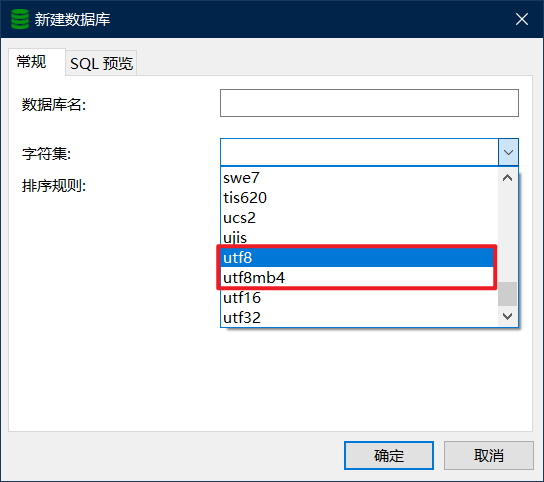 新建数据库
常规
SQL 预览
数据库名:
字符集:
排序规则:
swe7
tis620
ucs2
ujis
utf8
utf8mb4
utf16
utf32
确定
取消